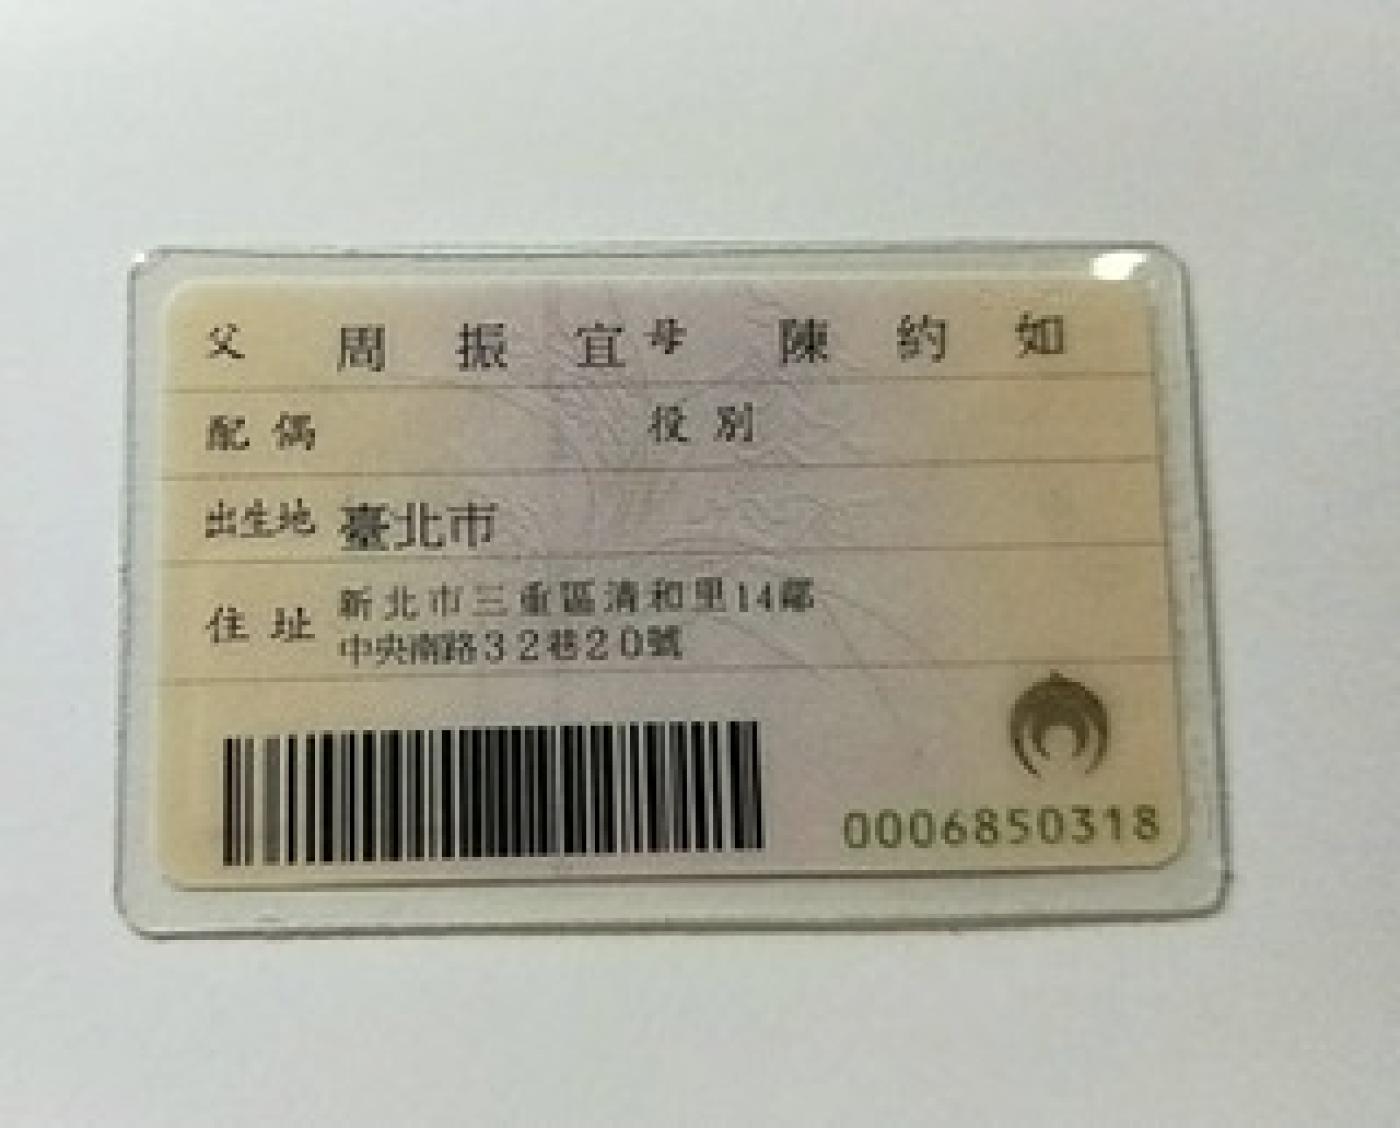 父 周振宜 母 陳約如
配偶 役別
出生地 臺北市
住址 新北市三重區清和里14鄰
中央南路32巷20號
0006850318